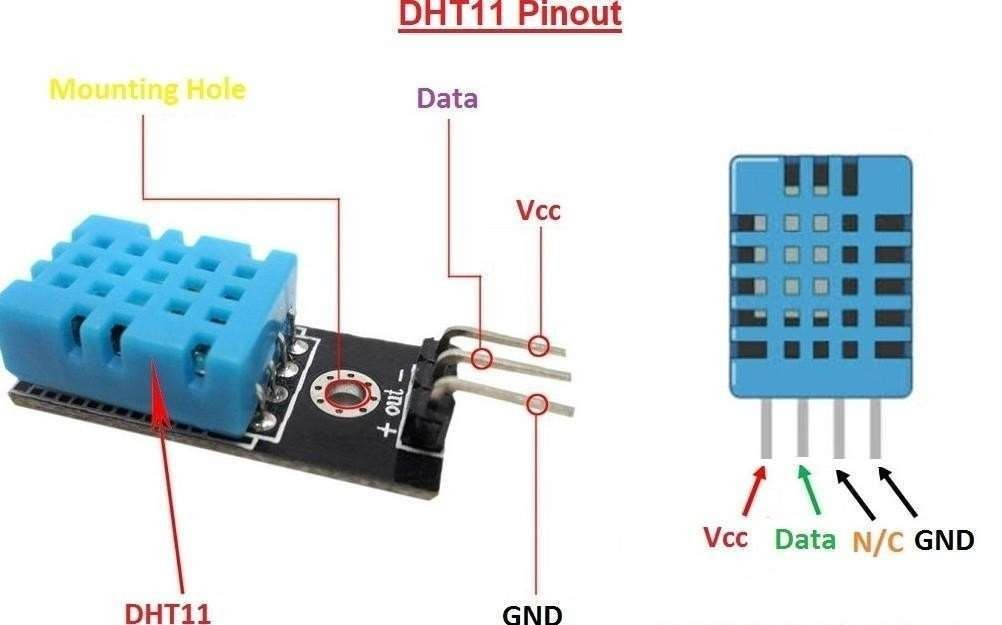 DHT11 Pinout
Mounting Hole
Data
Vcc
+ out -
DHT11
GND
Vcc
Data
N/C
GND